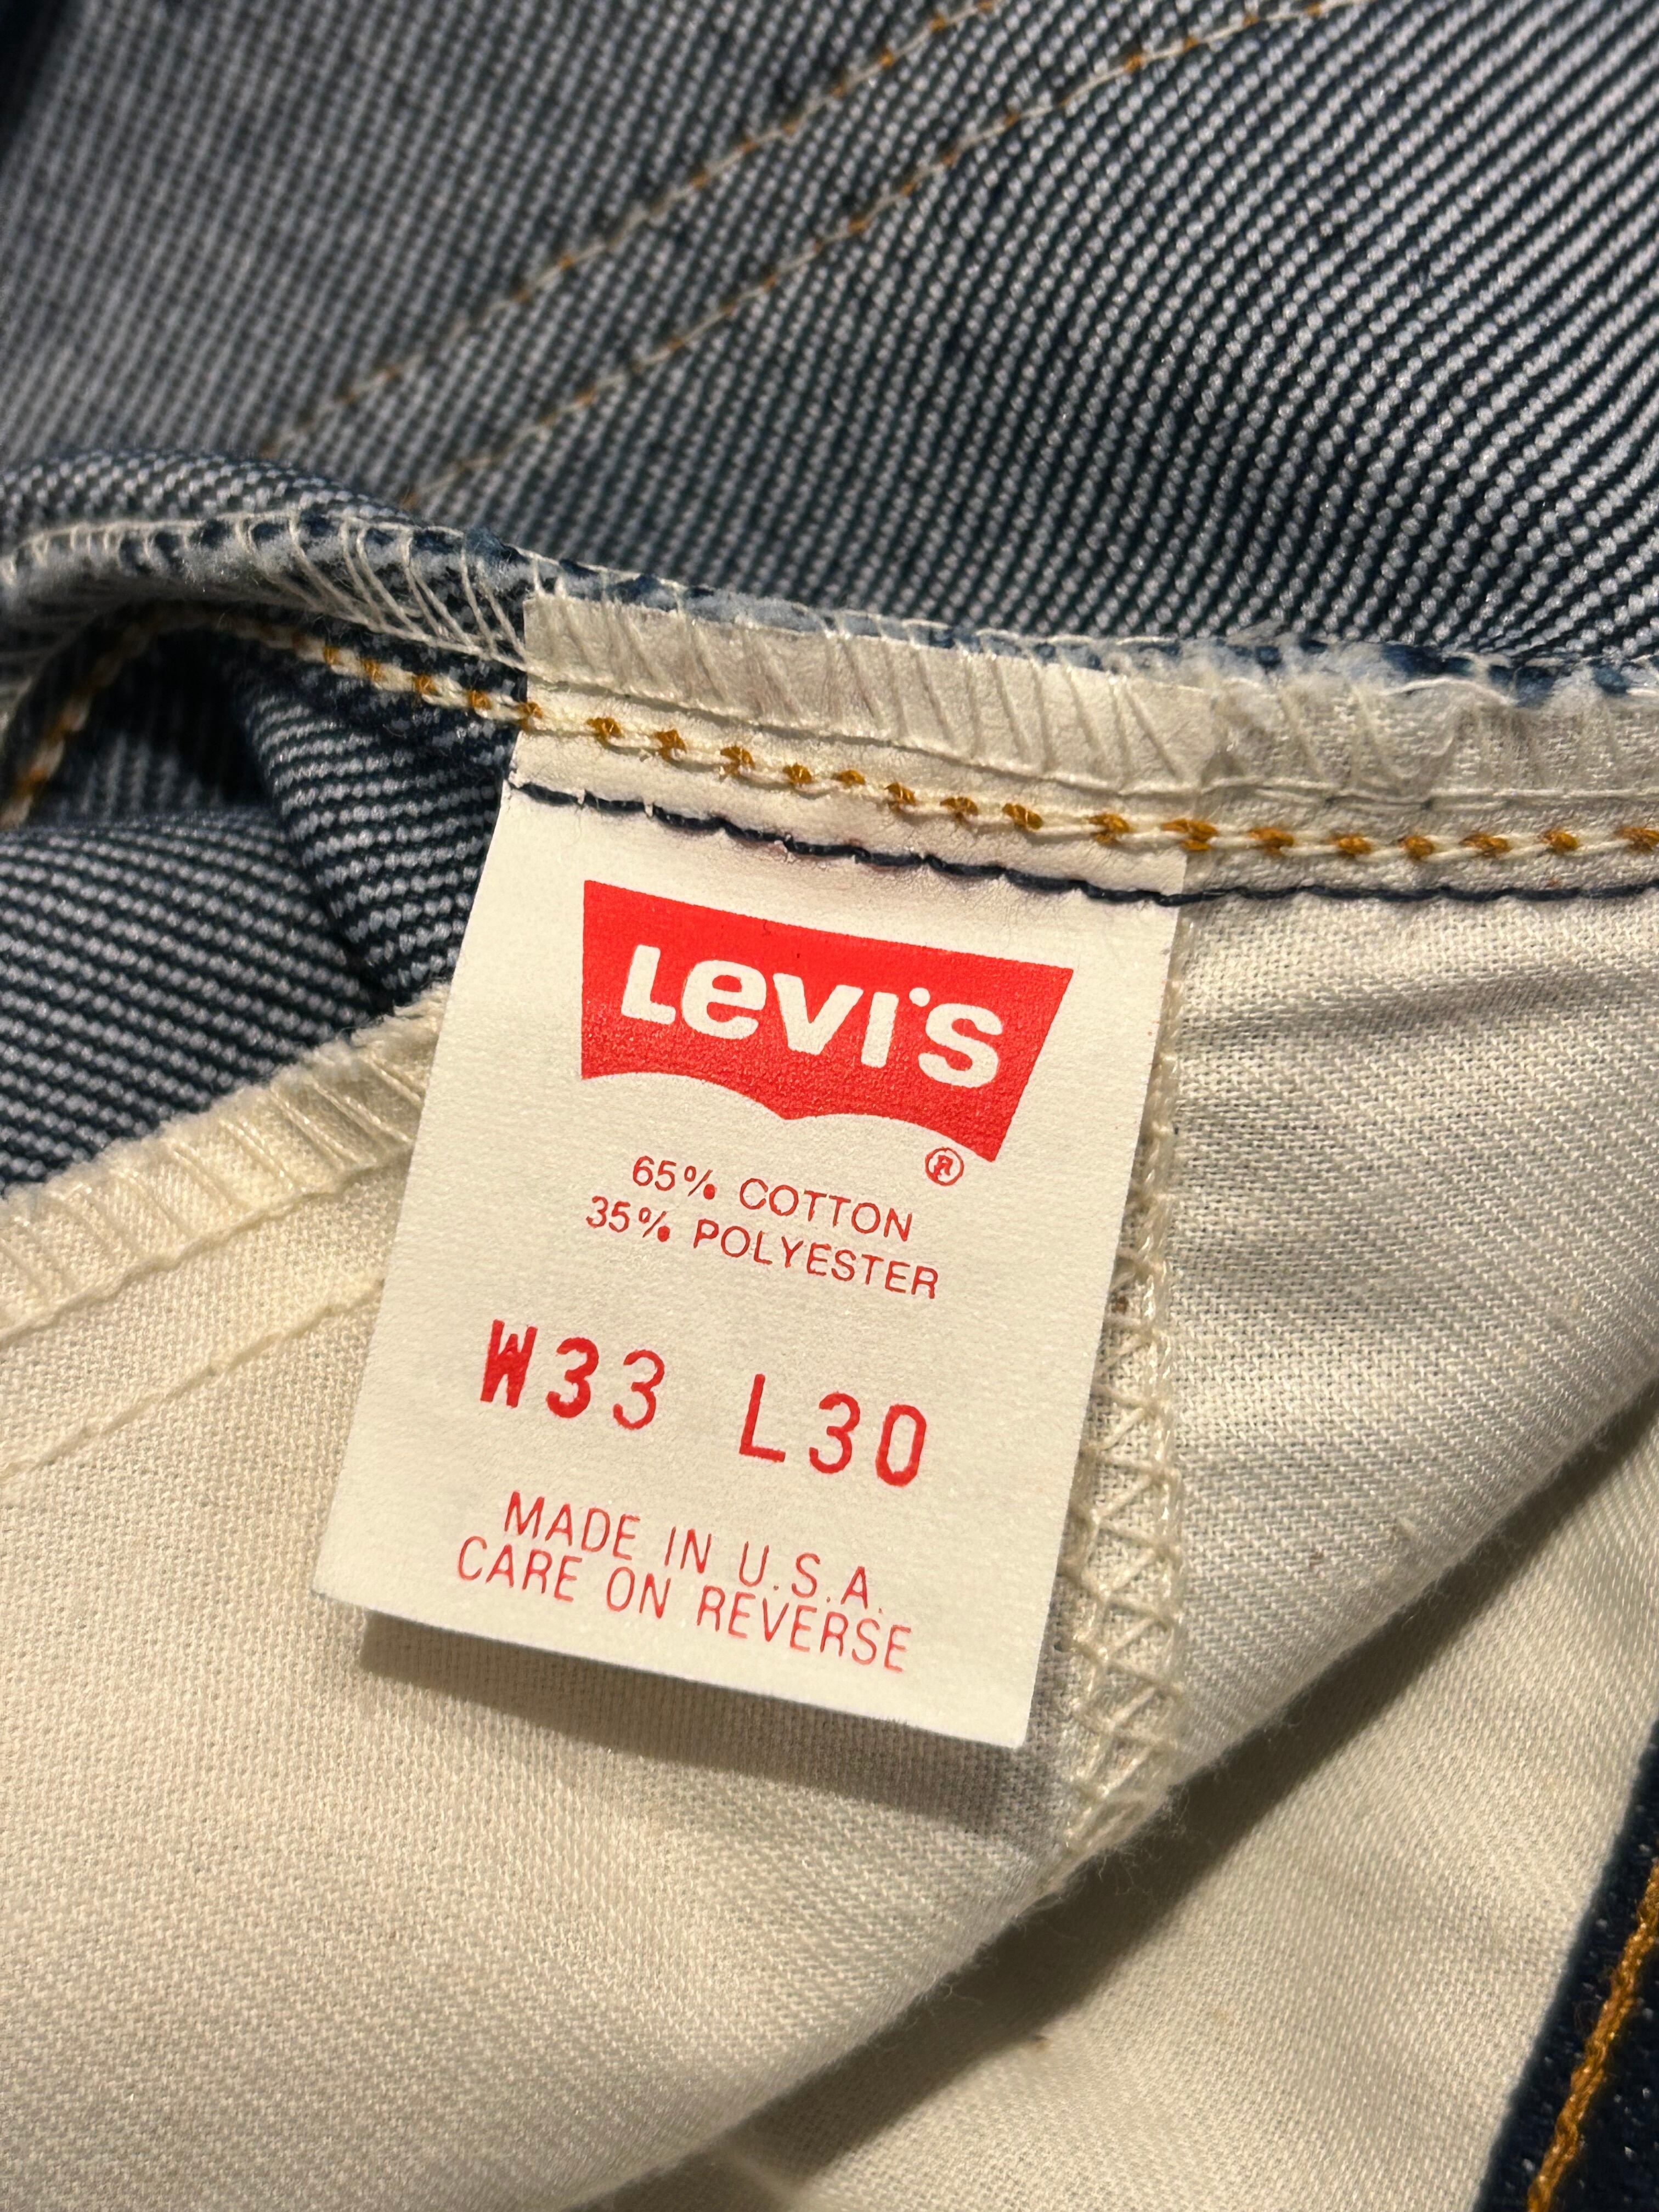 Levi's
®
65% COTTON
35% POLYESTER
W33 L30
MADE IN U.S.A.
CARE ON REVERSE